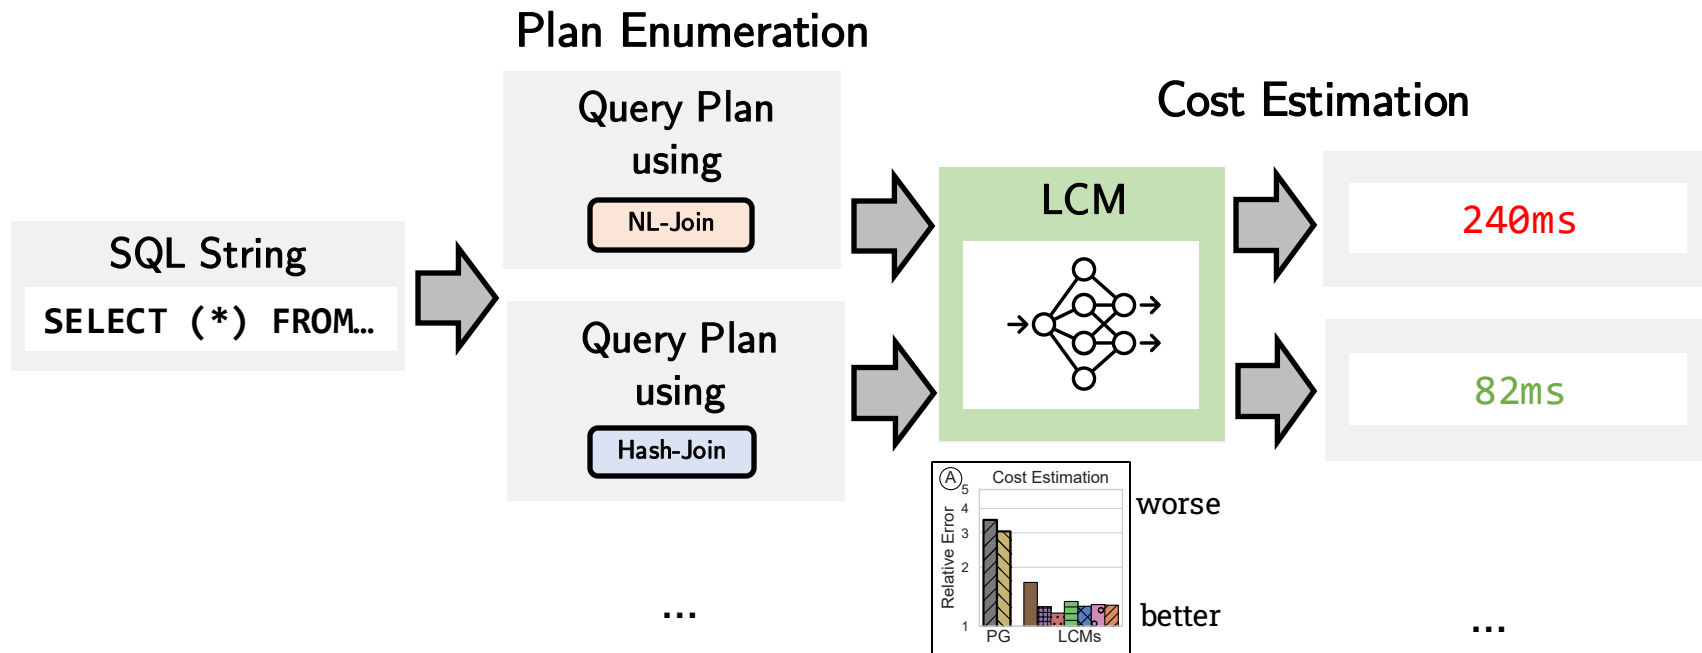 Plan Enumeration
Query Plan
using
NL-Join
Cost Estimation
LCM
240ms
SQL String
SELECT (*) FROM…
Query Plan
using
Hash-Join
82ms
A
Cost Estimation
Relative Error
5
4
3
2
1
PG
LCMs
worse
better
...
...